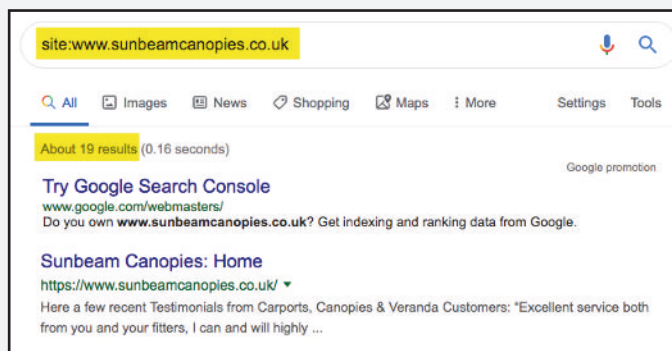 site:www.sunbeamcanopies.co.uk
All Images News Shopping Maps More Settings Tools
About 19 results (0.16 seconds)
Google promotion
Try Google Search Console
www.google.com/webmasters/
Do you own www.sunbeamcanopies.co.uk? Get indexing and ranking data from Google.
Sunbeam Canopies: Home
https://www.sunbeamcanopies.co.uk/
Here a few recent Testimonials from Carports, Canopies & Veranda Customers: "Excellent service both
from you and your fitters, I can and will highly ...